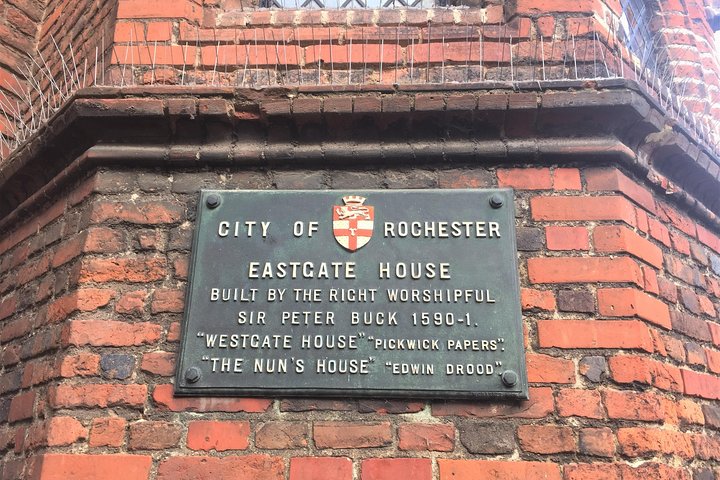 CITY OF ROCHESTER
EASTGATE HOUSE
BUILT BY THE RIGHT WORSHIPFUL
SIR PETER BUCK 1590-1.
"WESTGATE HOUSE" "PICKWICK PAPERS",
"THE NUN'S HOUSE" "EDWIN DROOD".